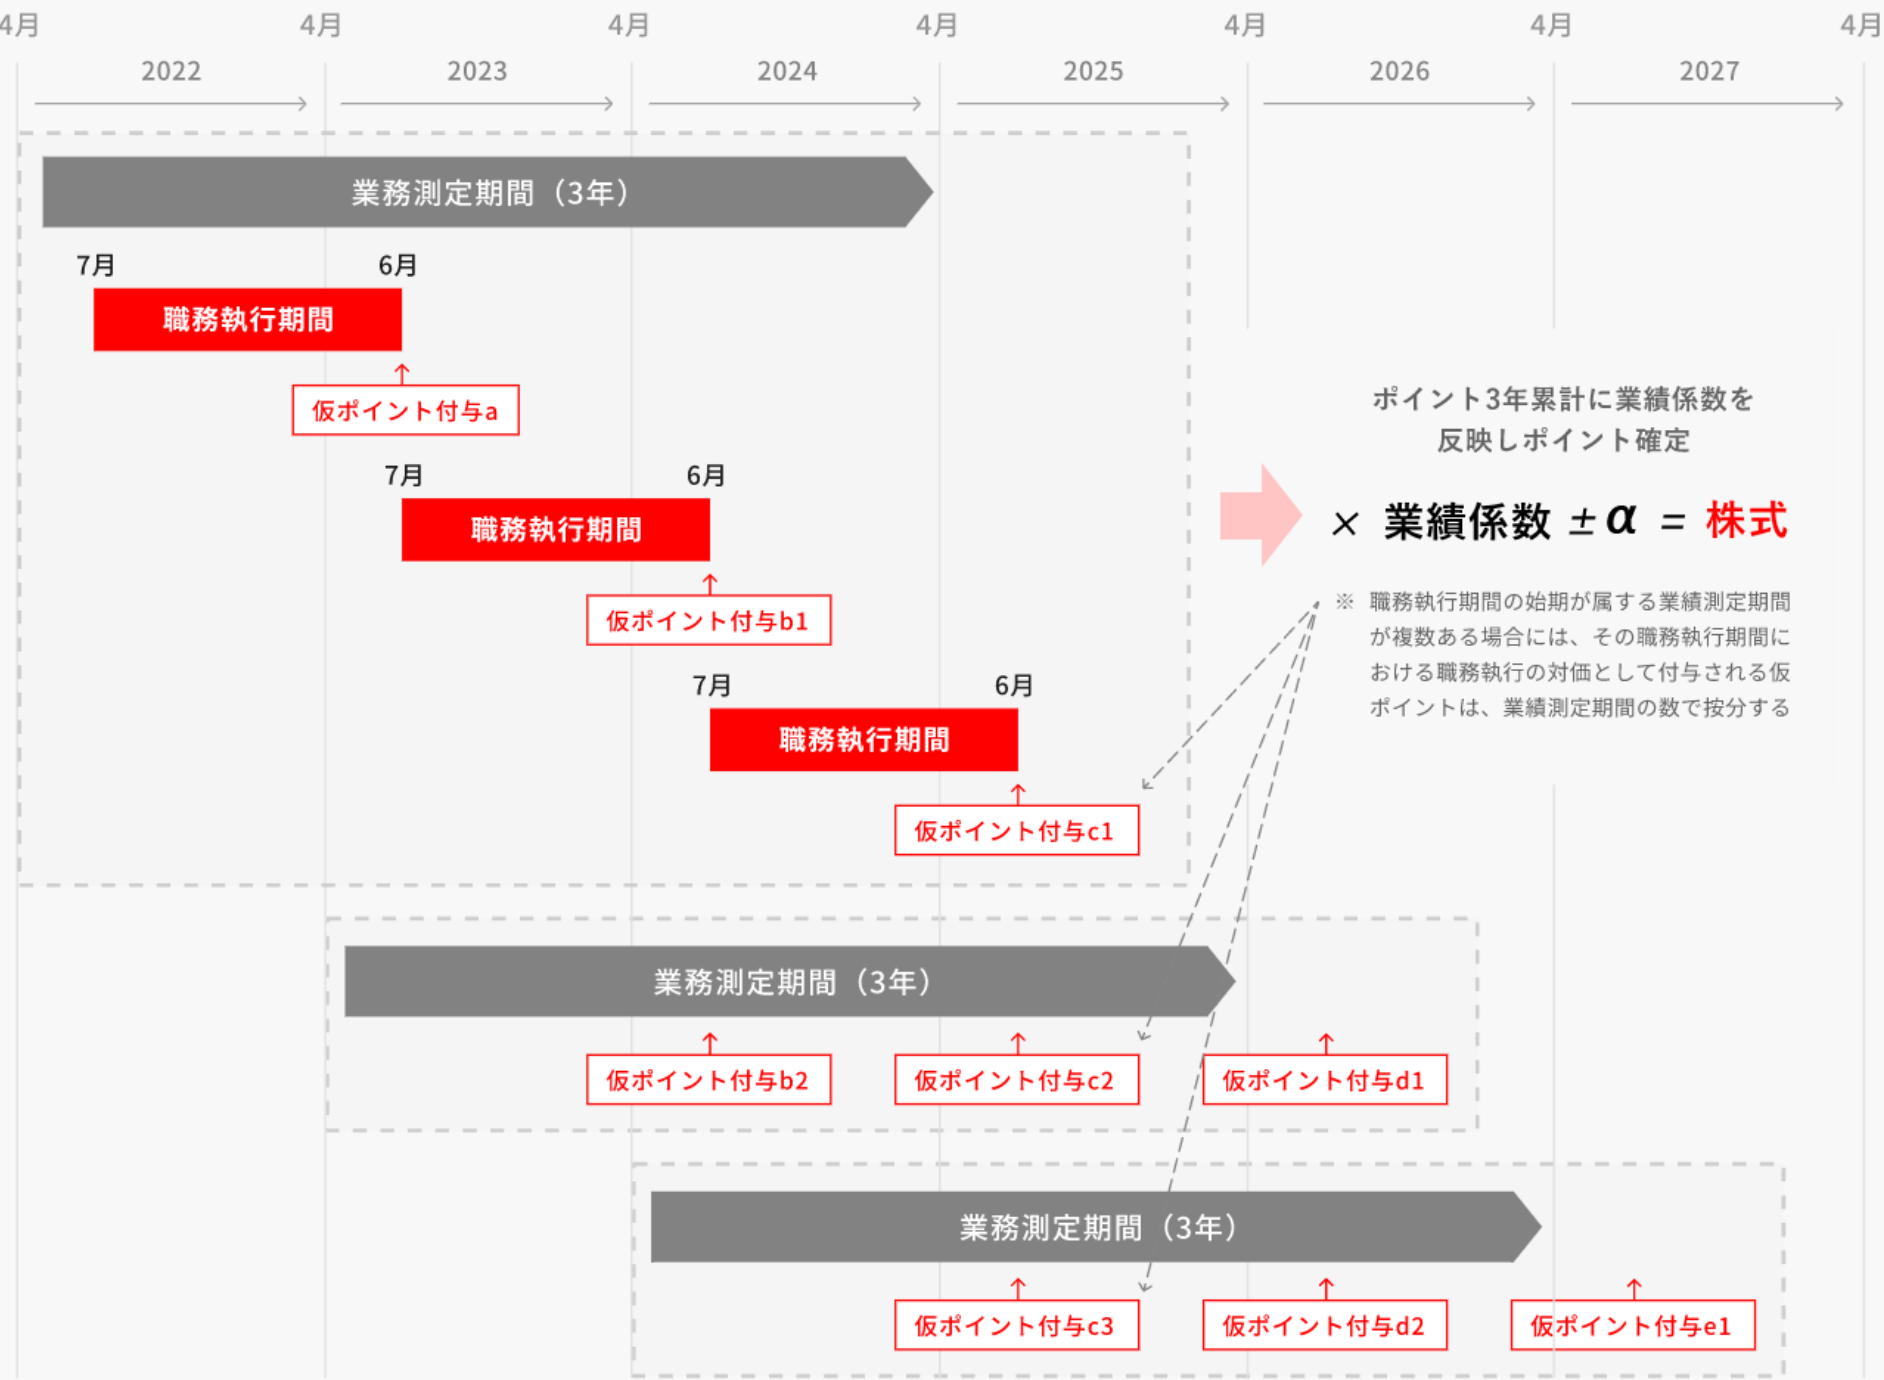 4月
4月
4月
4月
4月
4月
4月
2022
2023
2024
2025
2026
2027
業務測定期間（3年）
7月
6月
職務執行期間
仮ポイント付与a
7月
6月
職務執行期間
仮ポイント付与b1
7月
6月
職務執行期間
仮ポイント付与c1
ポイント3年累計に業績係数を
反映しポイント確定
× 業績係数 ±α = 株式
※ 職務執行期間の始期が属する業績測定期間
が複数ある場合には、その職務執行期間に
おける職務執行の対価として付与される仮
ポイントは、業績測定期間の数で按分する
業務測定期間（3年）
仮ポイント付与b2
仮ポイント付与c2
仮ポイント付与d1
業務測定期間（3年）
仮ポイント付与c3
仮ポイント付与d2
仮ポイント付与e1